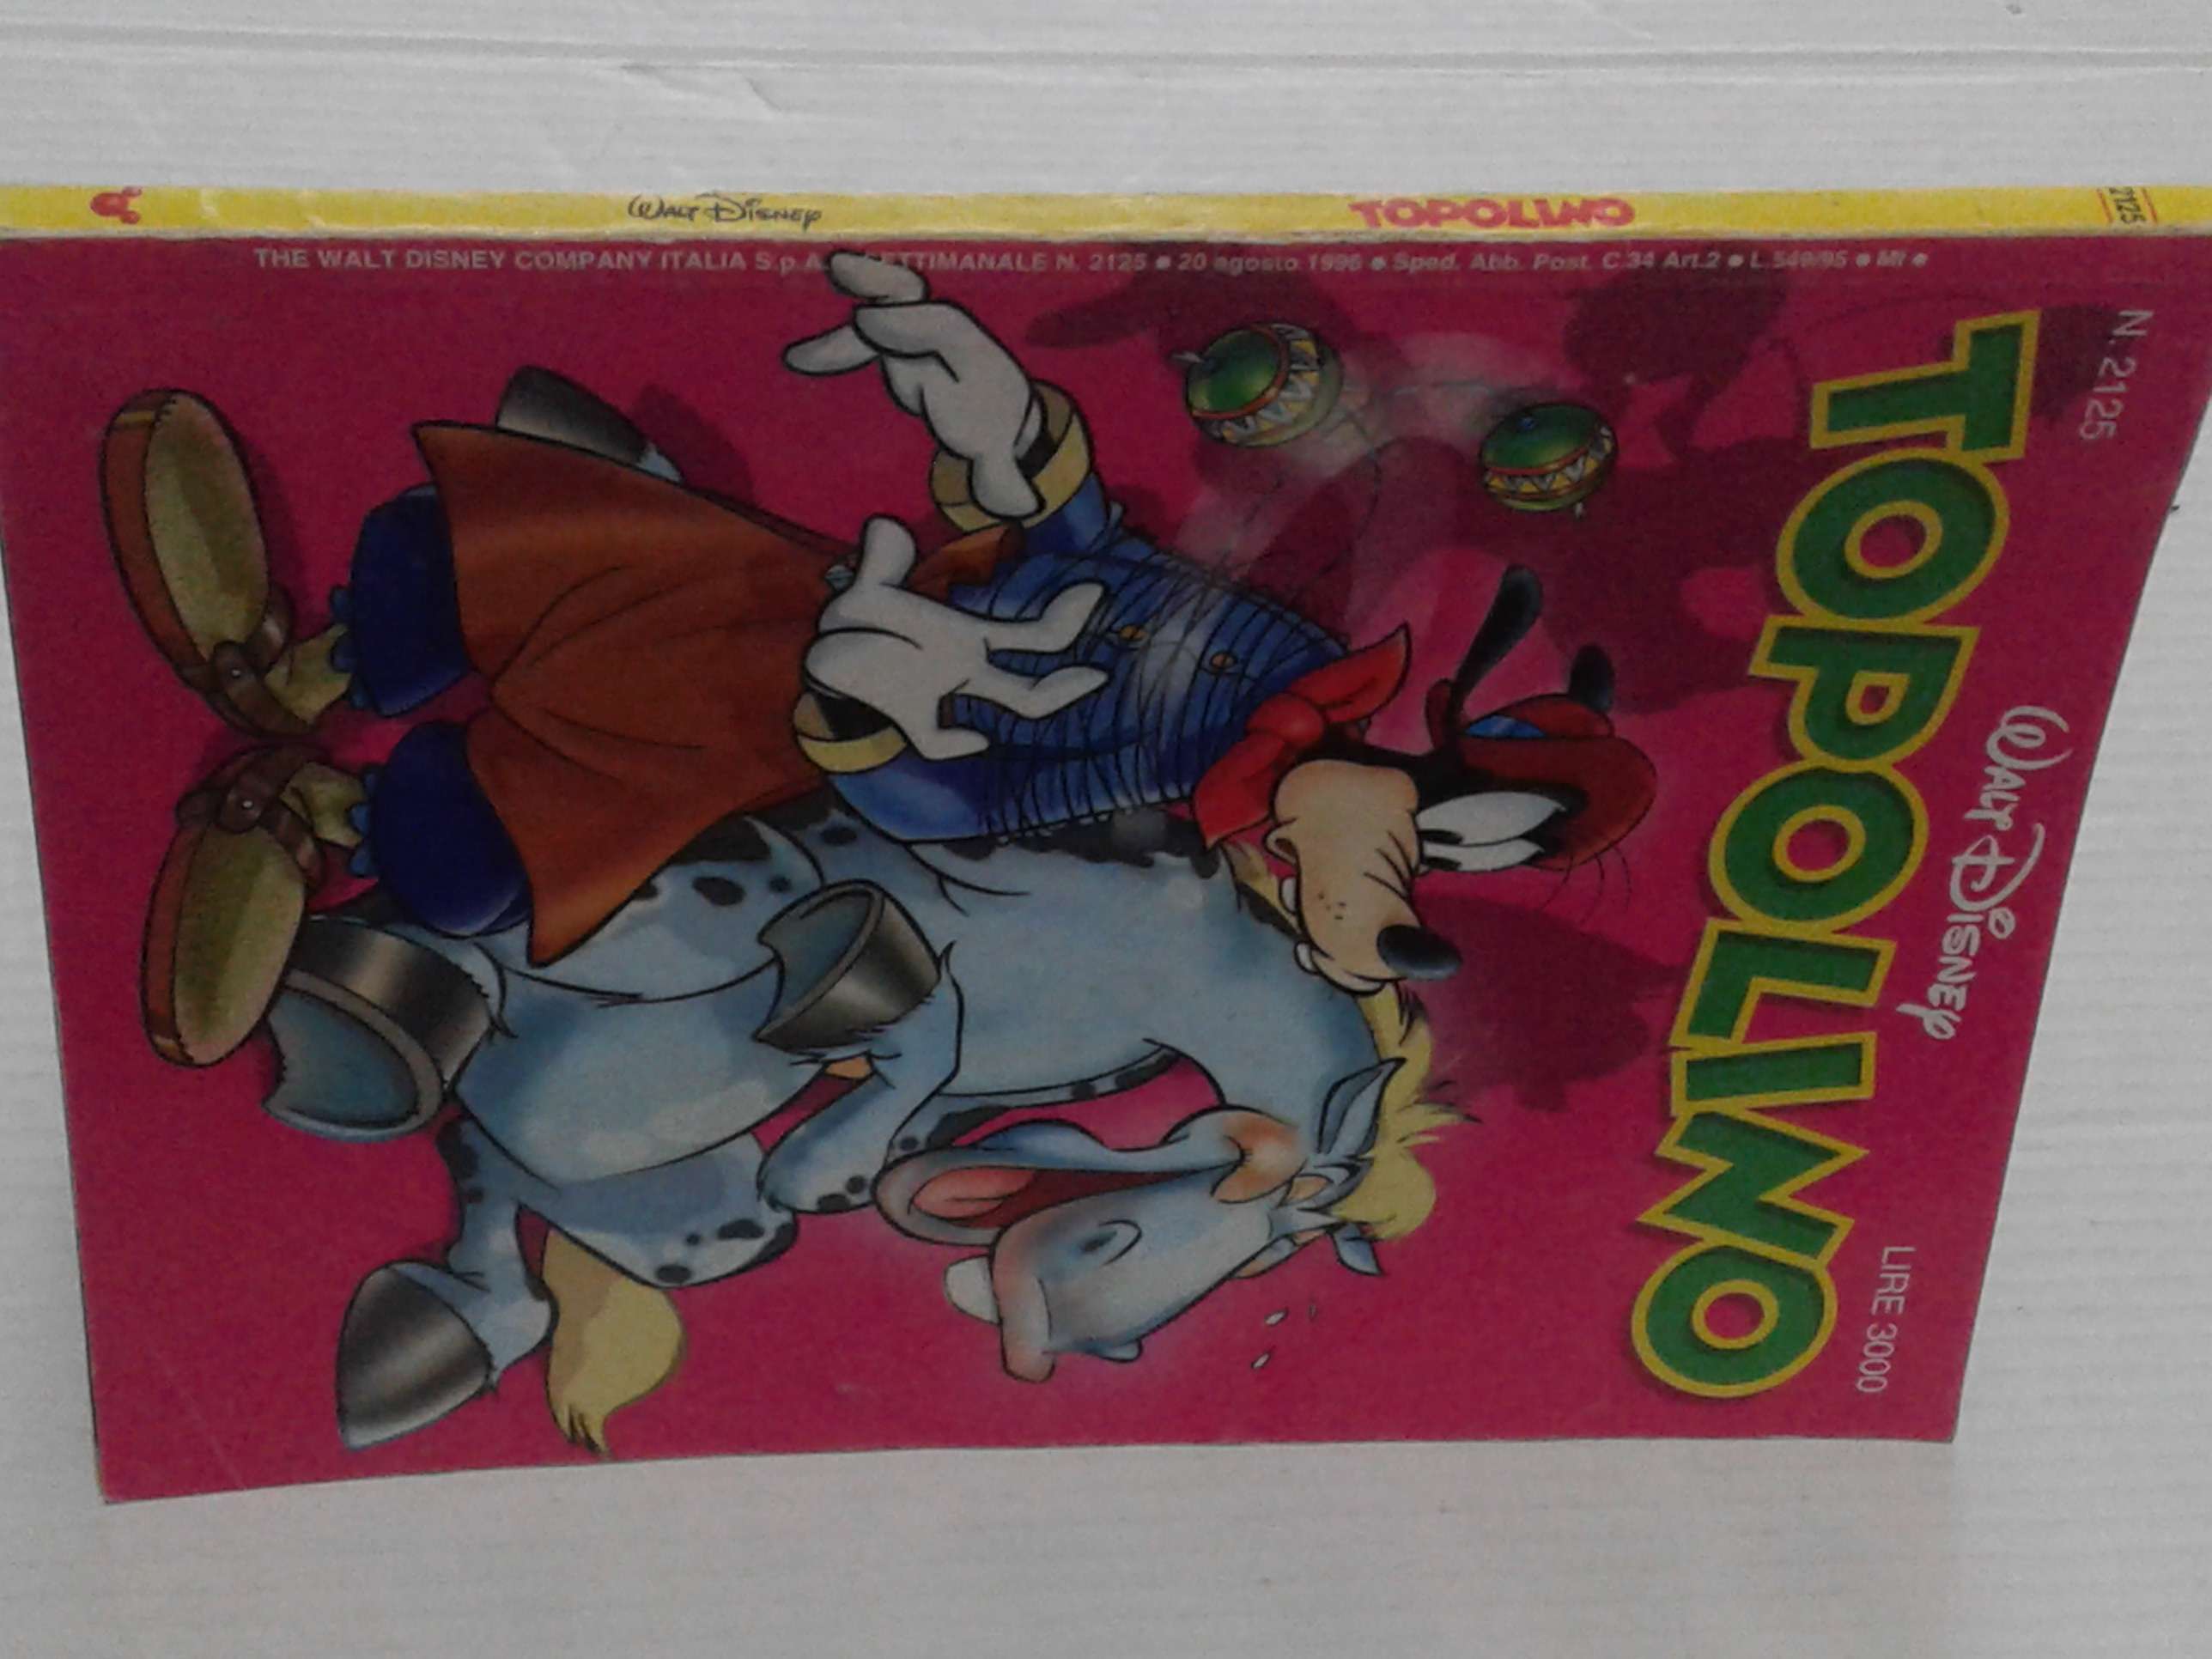 WALT DISNEY
TOPOLINO
2125
THE WALT DISNEY COMPANY ITALIA S.p.A. SETTIMANALE N. 2125 • 20 agosto 1996 • Sped. Abb. Post. C.34 Art.2 • L.549/95 • MI •
N. 2125
WALT DISNEY
LIRE 3000
TOPOLINO